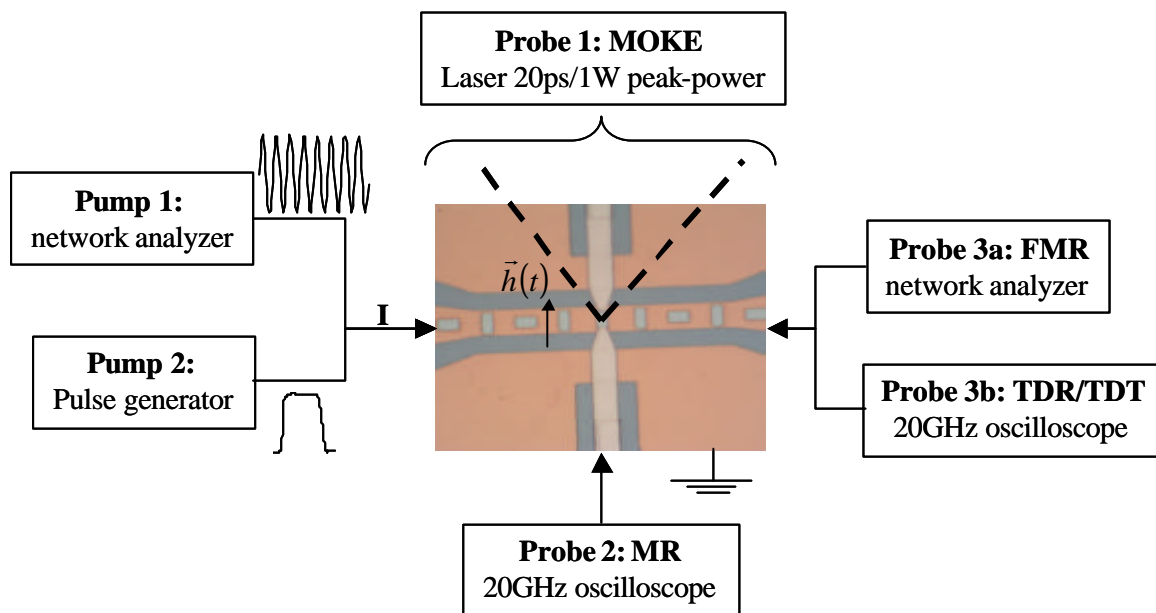 Probe 1: MOKE
Laser 20ps/1W peak-power
Pump 1:
network analyzer
h(t)
I
Probe 3a: FMR
network analyzer
Pump 2:
Pulse generator
Probe 3b: TDR/TDT
20GHz oscilloscope
Probe 2: MR
20GHz oscilloscope